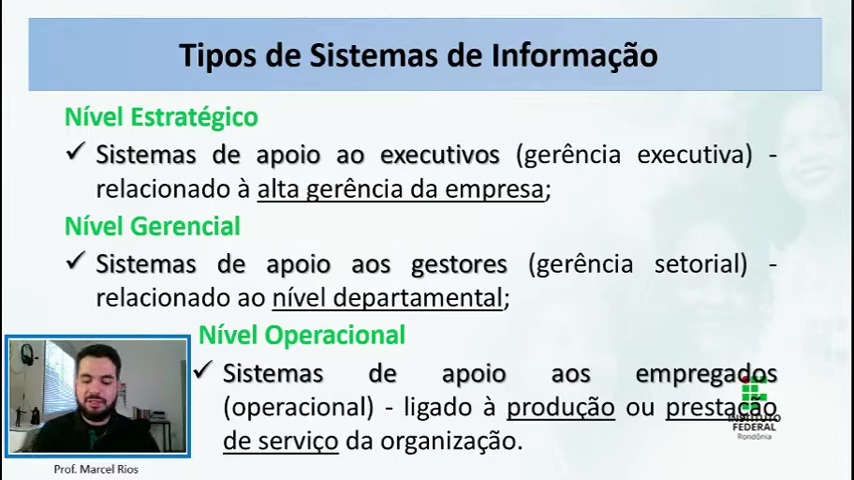 Tipos de Sistemas de Informação
Nível Estratégico
✓ Sistemas de apoio ao executivos (gerência executiva) -
relacionado à alta gerência da empresa;
Nível Gerencial
✓ Sistemas de apoio aos gestores (gerência setorial) -
relacionado ao nível departamental;
Nível Operacional
✓ Sistemas de apoio aos empregados
(operacional) - ligado à produção ou prestação
de serviço da organização.
INSTITUTO
FEDERAL
Rondônia
Prof. Marcel Rios